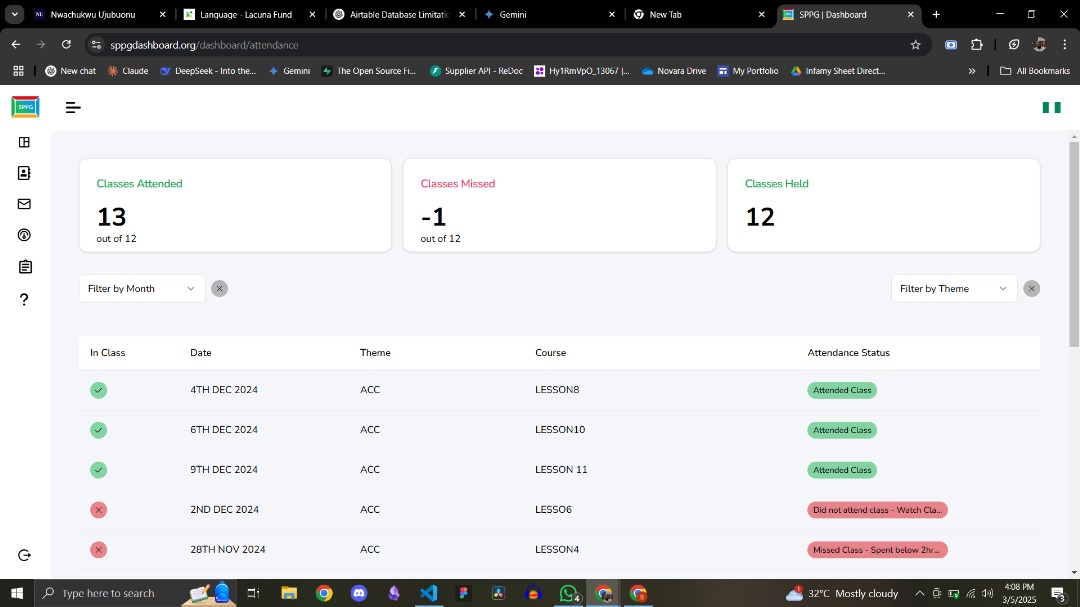 Nwachukwu Ujubuonu
Language - Lacuna Fund
Airtable Database Limitatic
Gemini
New Tab
SPPG | Dashboard
sppgdashboard.org/dashboard/attendance
New chat
Claude
DeepSeek - Into the...
Gemini
The Open Source Fi...
Supplier API - ReDoc
Hy1RmVpO_13067 |...
Novara Drive
My Portfolio
Infamy Sheet Direct...
All Bookmarks
SPPG
Classes Attended
13
out of 12
Classes Missed
-1
out of 12
Classes Held
12
Filter by Month
Filter by Theme
In Class Date Theme Course Attendance Status
4TH DEC 2024 ACC LESSON8 Attended Class
6TH DEC 2024 ACC LESSON10 Attended Class
9TH DEC 2024 ACC LESSON 11 Attended Class
2ND DEC 2024 ACC LESSO6 Did not attend class - Watch Cla...
28TH NOV 2024 ACC LESSON4 Missed Class - Spent below 2hr...
Type here to search
4
32°C Mostly cloudy
4:08 PM
3/5/2025
3